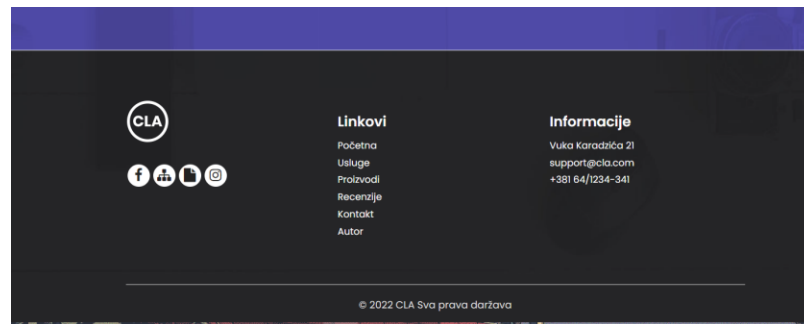 CLA
Linkovi
Početna
Usluge
Proizvodi
Recenzije
Kontakt
Autor
Informacije
Vuka Karadzića 21
support@cla.com
+381 64/1234-341
© 2022 CLA Sva prava daržava